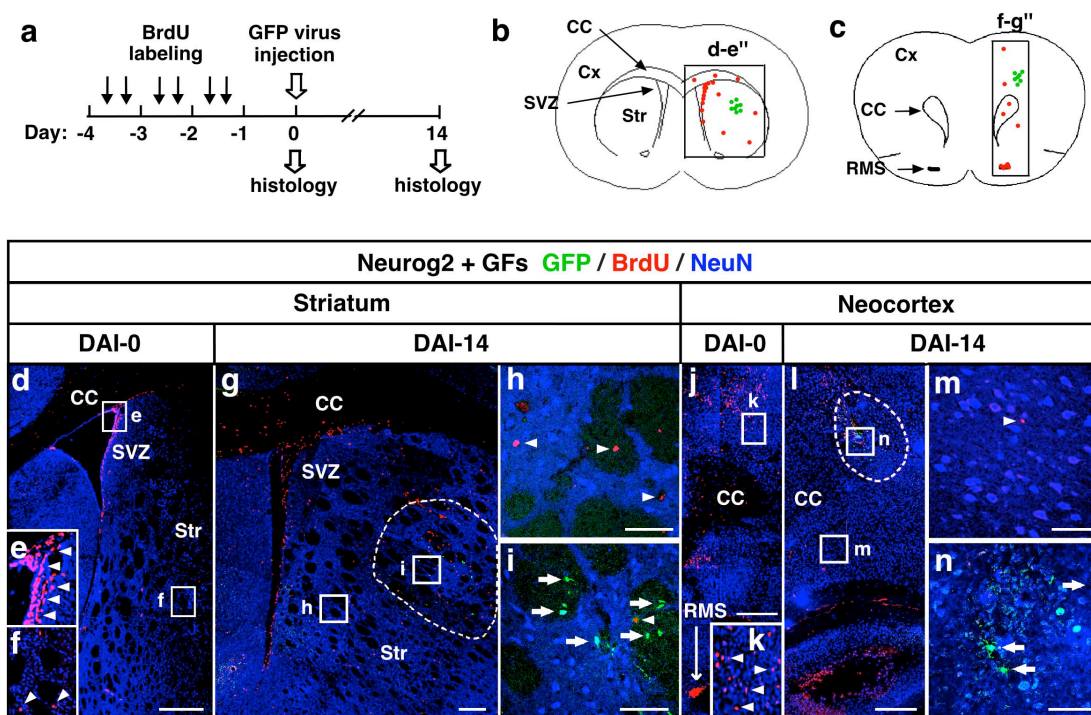 a
BrdU labeling
GFP virus injection
Day: -4 -3 -2 -1 0 14
histology histology
b
CC
d-e"
SVZ
Str
Cx
c
f-g"
Cx
CC
RMS
Neurog2 + GFs GFP / BrdU / NeuN
Striatum Neocortex
DAI-0 DAI-14 DAI-0 DAI-14
d
CC
e
SVZ
Str
f
e
f
g
CC
SVZ
i
h
Str
h
i
j
k
CC
RMS
k
l
n
CC
m
m
n